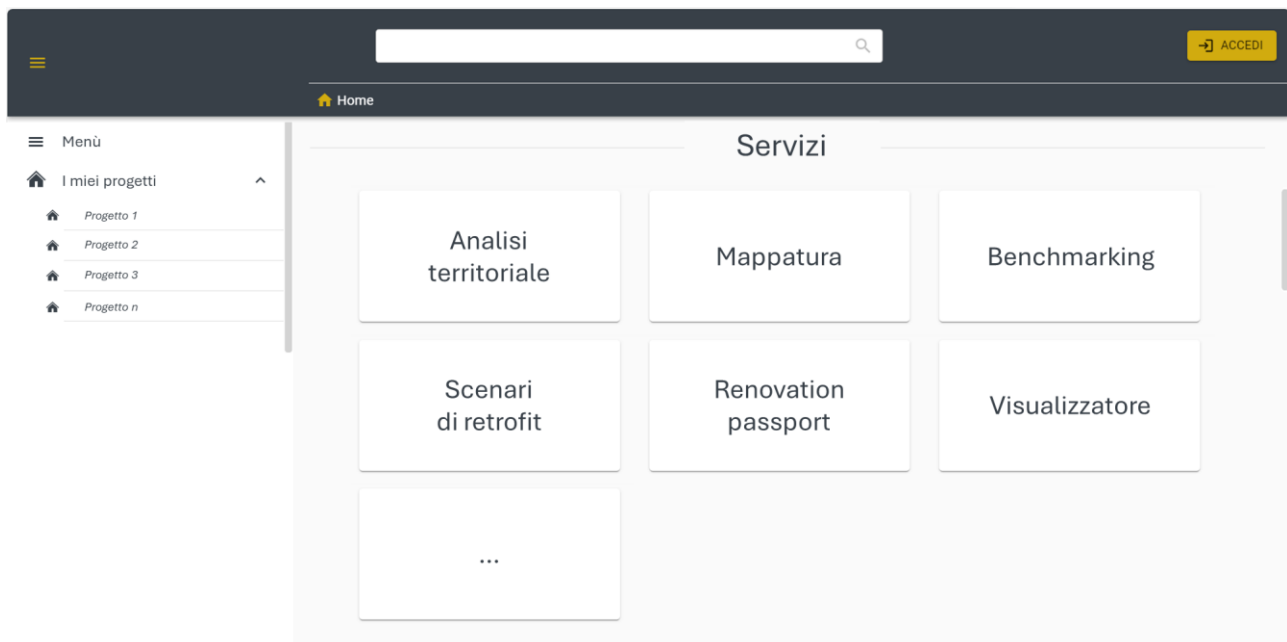 ACCEDI
Home
Menù
I miei progetti
Progetto 1
Progetto 2
Progetto 3
Progetto n
Servizi
Analisi
territoriale
Mappatura
Benchmarking
Scenari
di retrofit
Renovation
passport
Visualizzatore
...